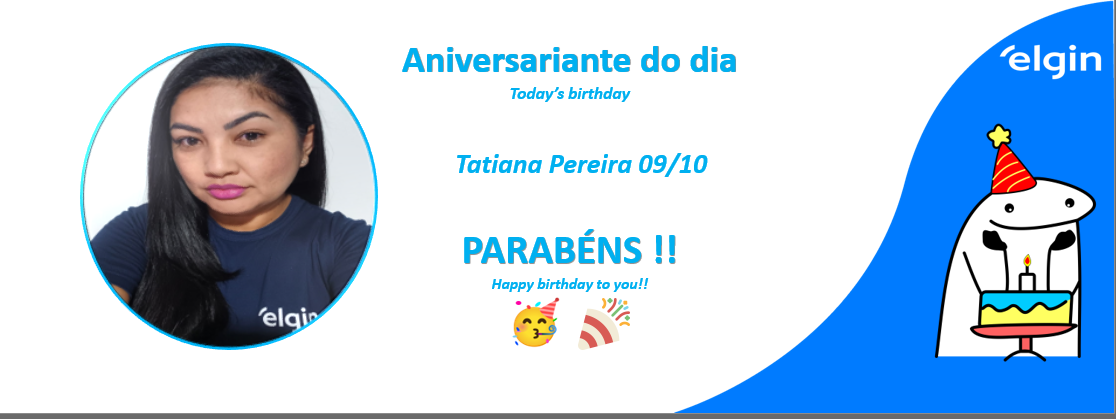 Aniversariante do dia
Today's birthday
Tatiana Pereira 09/10
PARABÉNS !!
Happy birthday to you!!
elgin
elgin